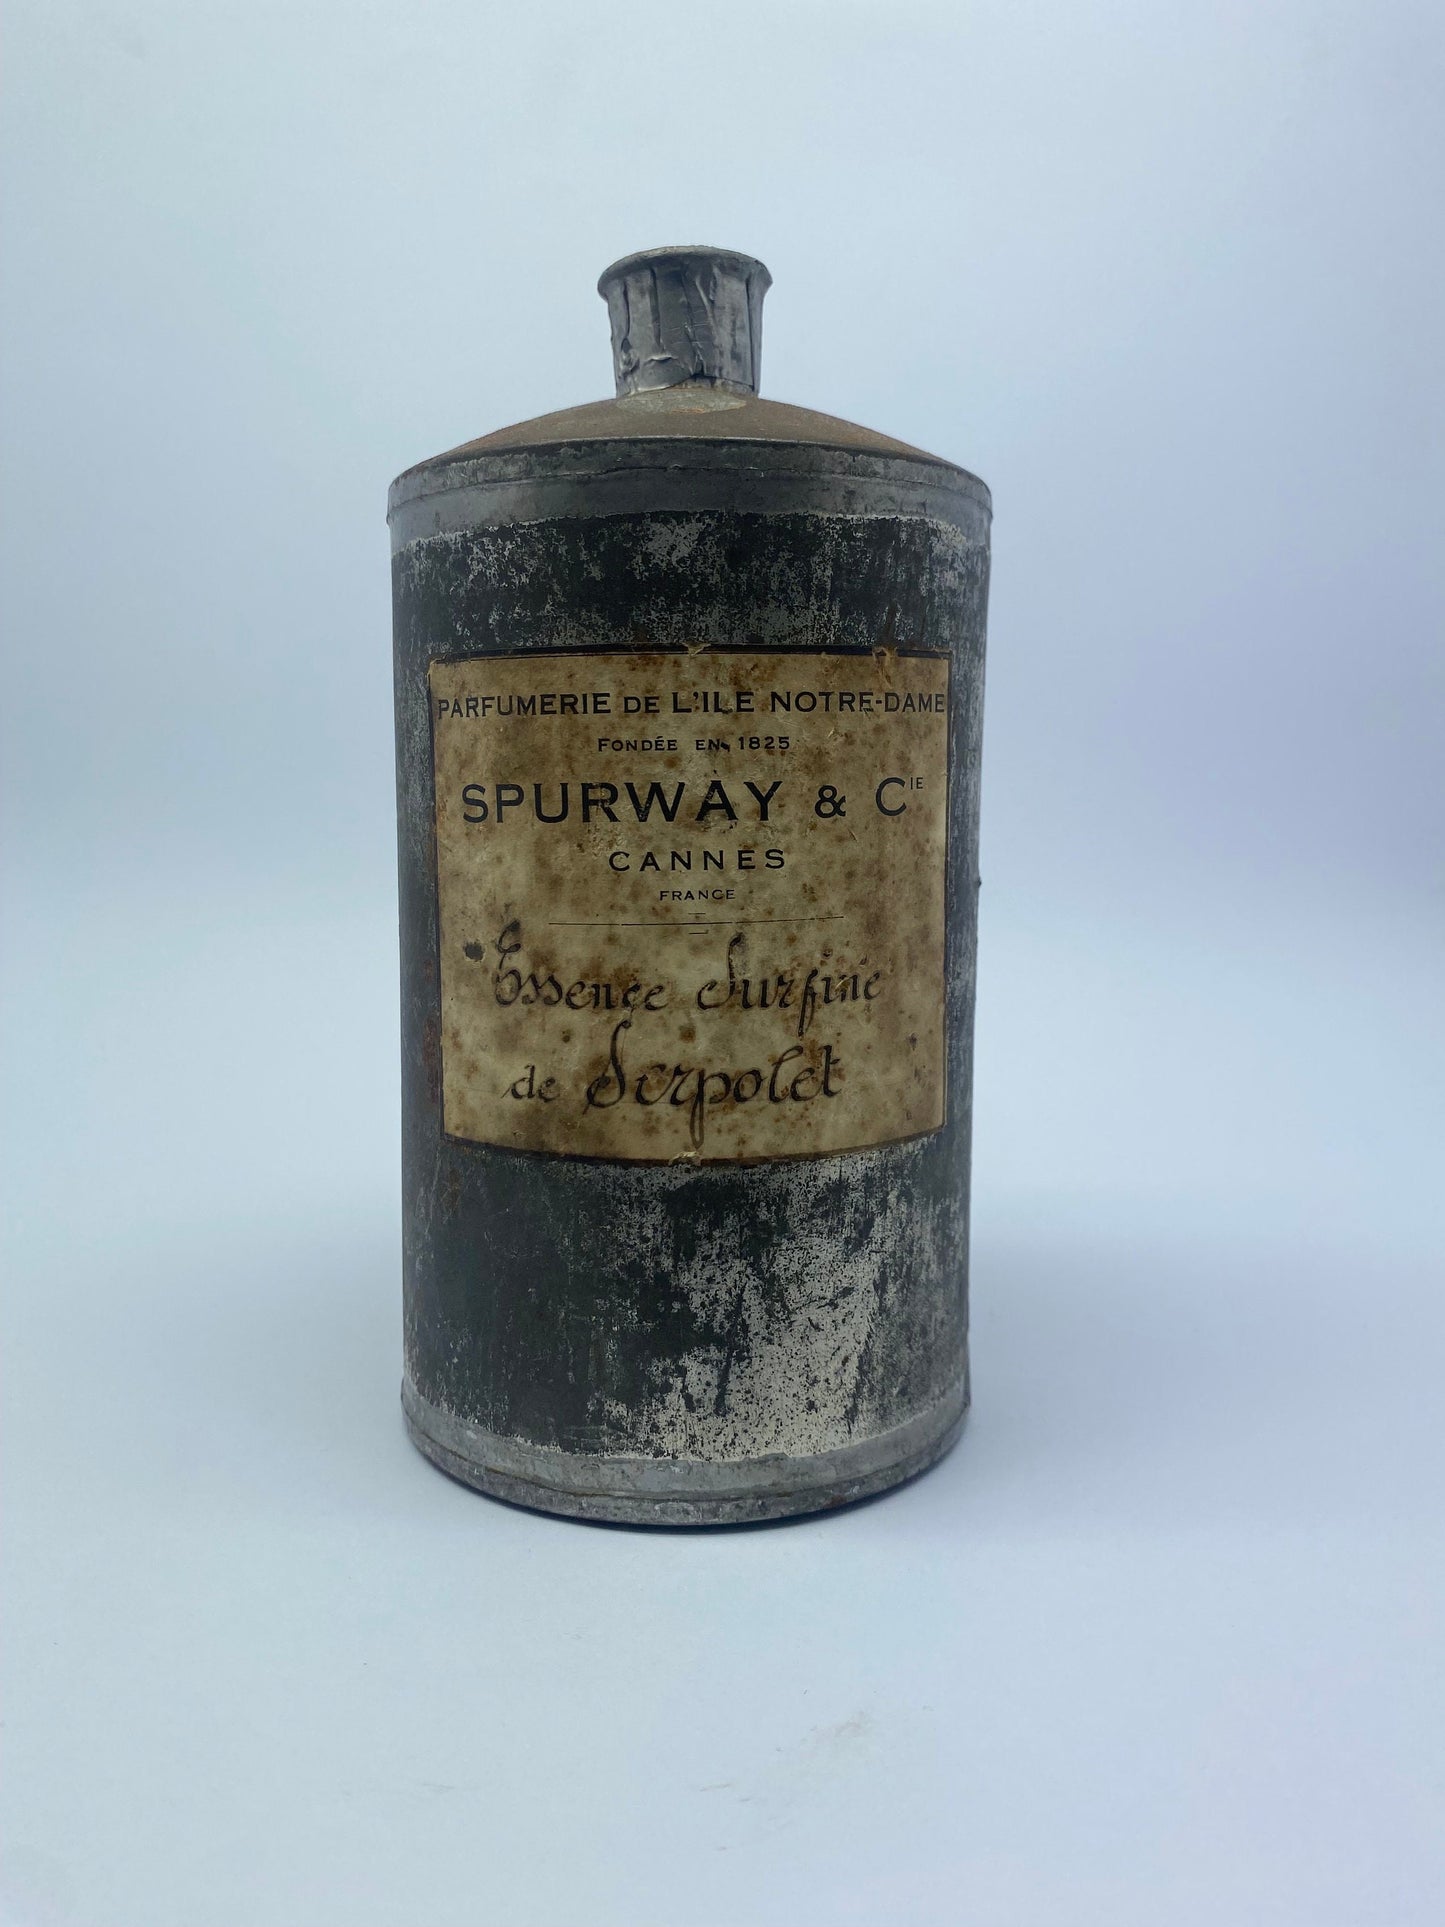 PARFUMERIE DE L'ILE NOTRE-DAME
FONDÉE EN 1825
SPURWAY & CIE
CANNES
FRANCE
Essence Surfine
de Serpolet